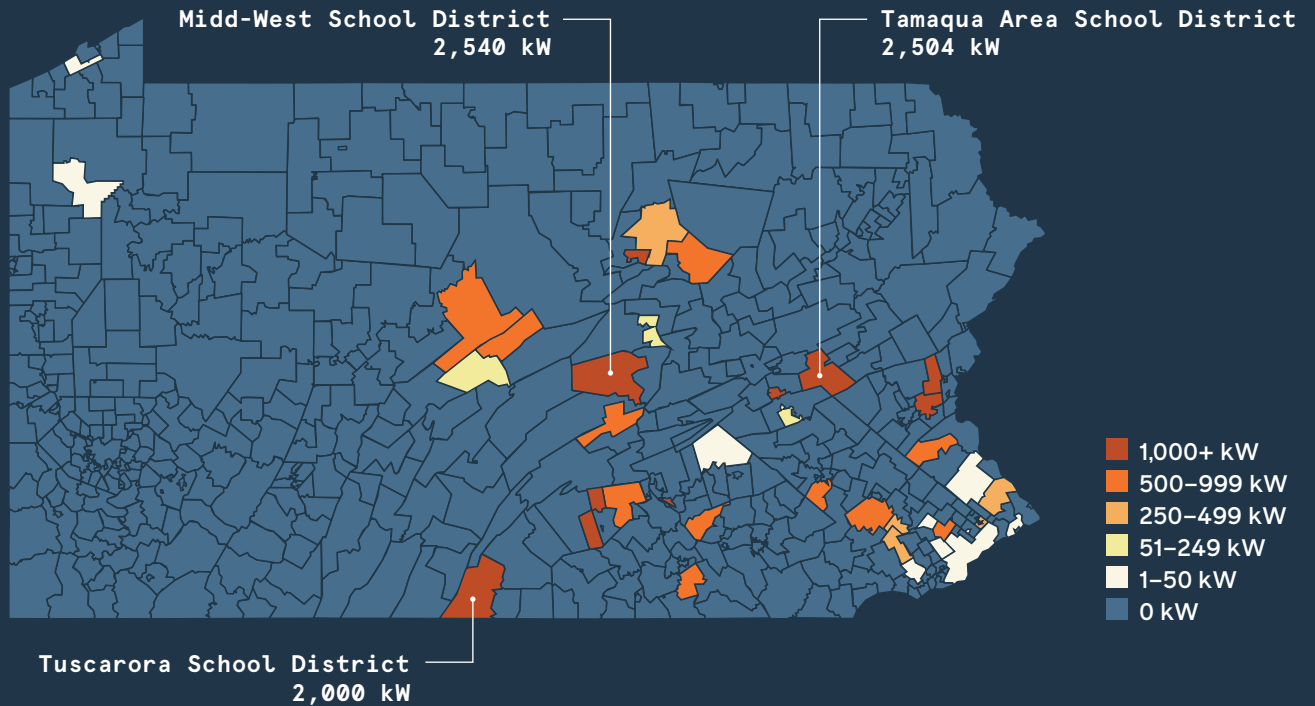 Midd-West School District
2,540 kW
Tamaqua Area School District
2,504 kW
1,000+ kW
500–999 kW
250–499 kW
51–249 kW
1–50 kW
0 kW
Tuscarora School District
2,000 kW